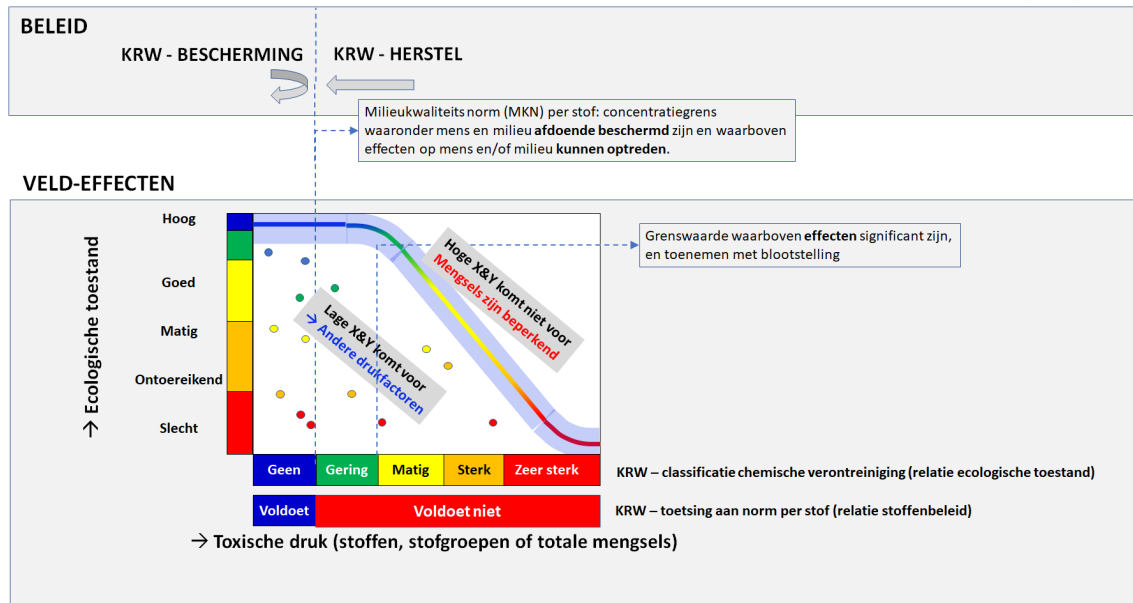 BELEID
KRW - BESCHERMING
KRW - HERSTEL
Milieukwaliteits norm (MKN) per stof: concentratiegrens
waaronder mens en milieu afdoende beschermd zijn en waarboven
effecten op mens en/of milieu kunnen optreden.
VELD-EFFECTEN
→ Ecologische toestand
Hoog
Goed
Matig
Ontoereikend
Slecht
Hoge X&Y komt niet voor
Mengsels zijn beperkend
Lage X&Y komt voor
→ Andere drukfactoren
Grenswaarde waarboven effecten significant zijn,
en toenemen met blootstelling
Geen Gering Matig Sterk Zeer sterk
KRW – classificatie chemische verontreiniging (relatie ecologische toestand)
Voldoet Voldoet niet
KRW – toetsing aan norm per stof (relatie stoffenbeleid)
→ Toxische druk (stoffen, stofgroepen of totale mengsels)